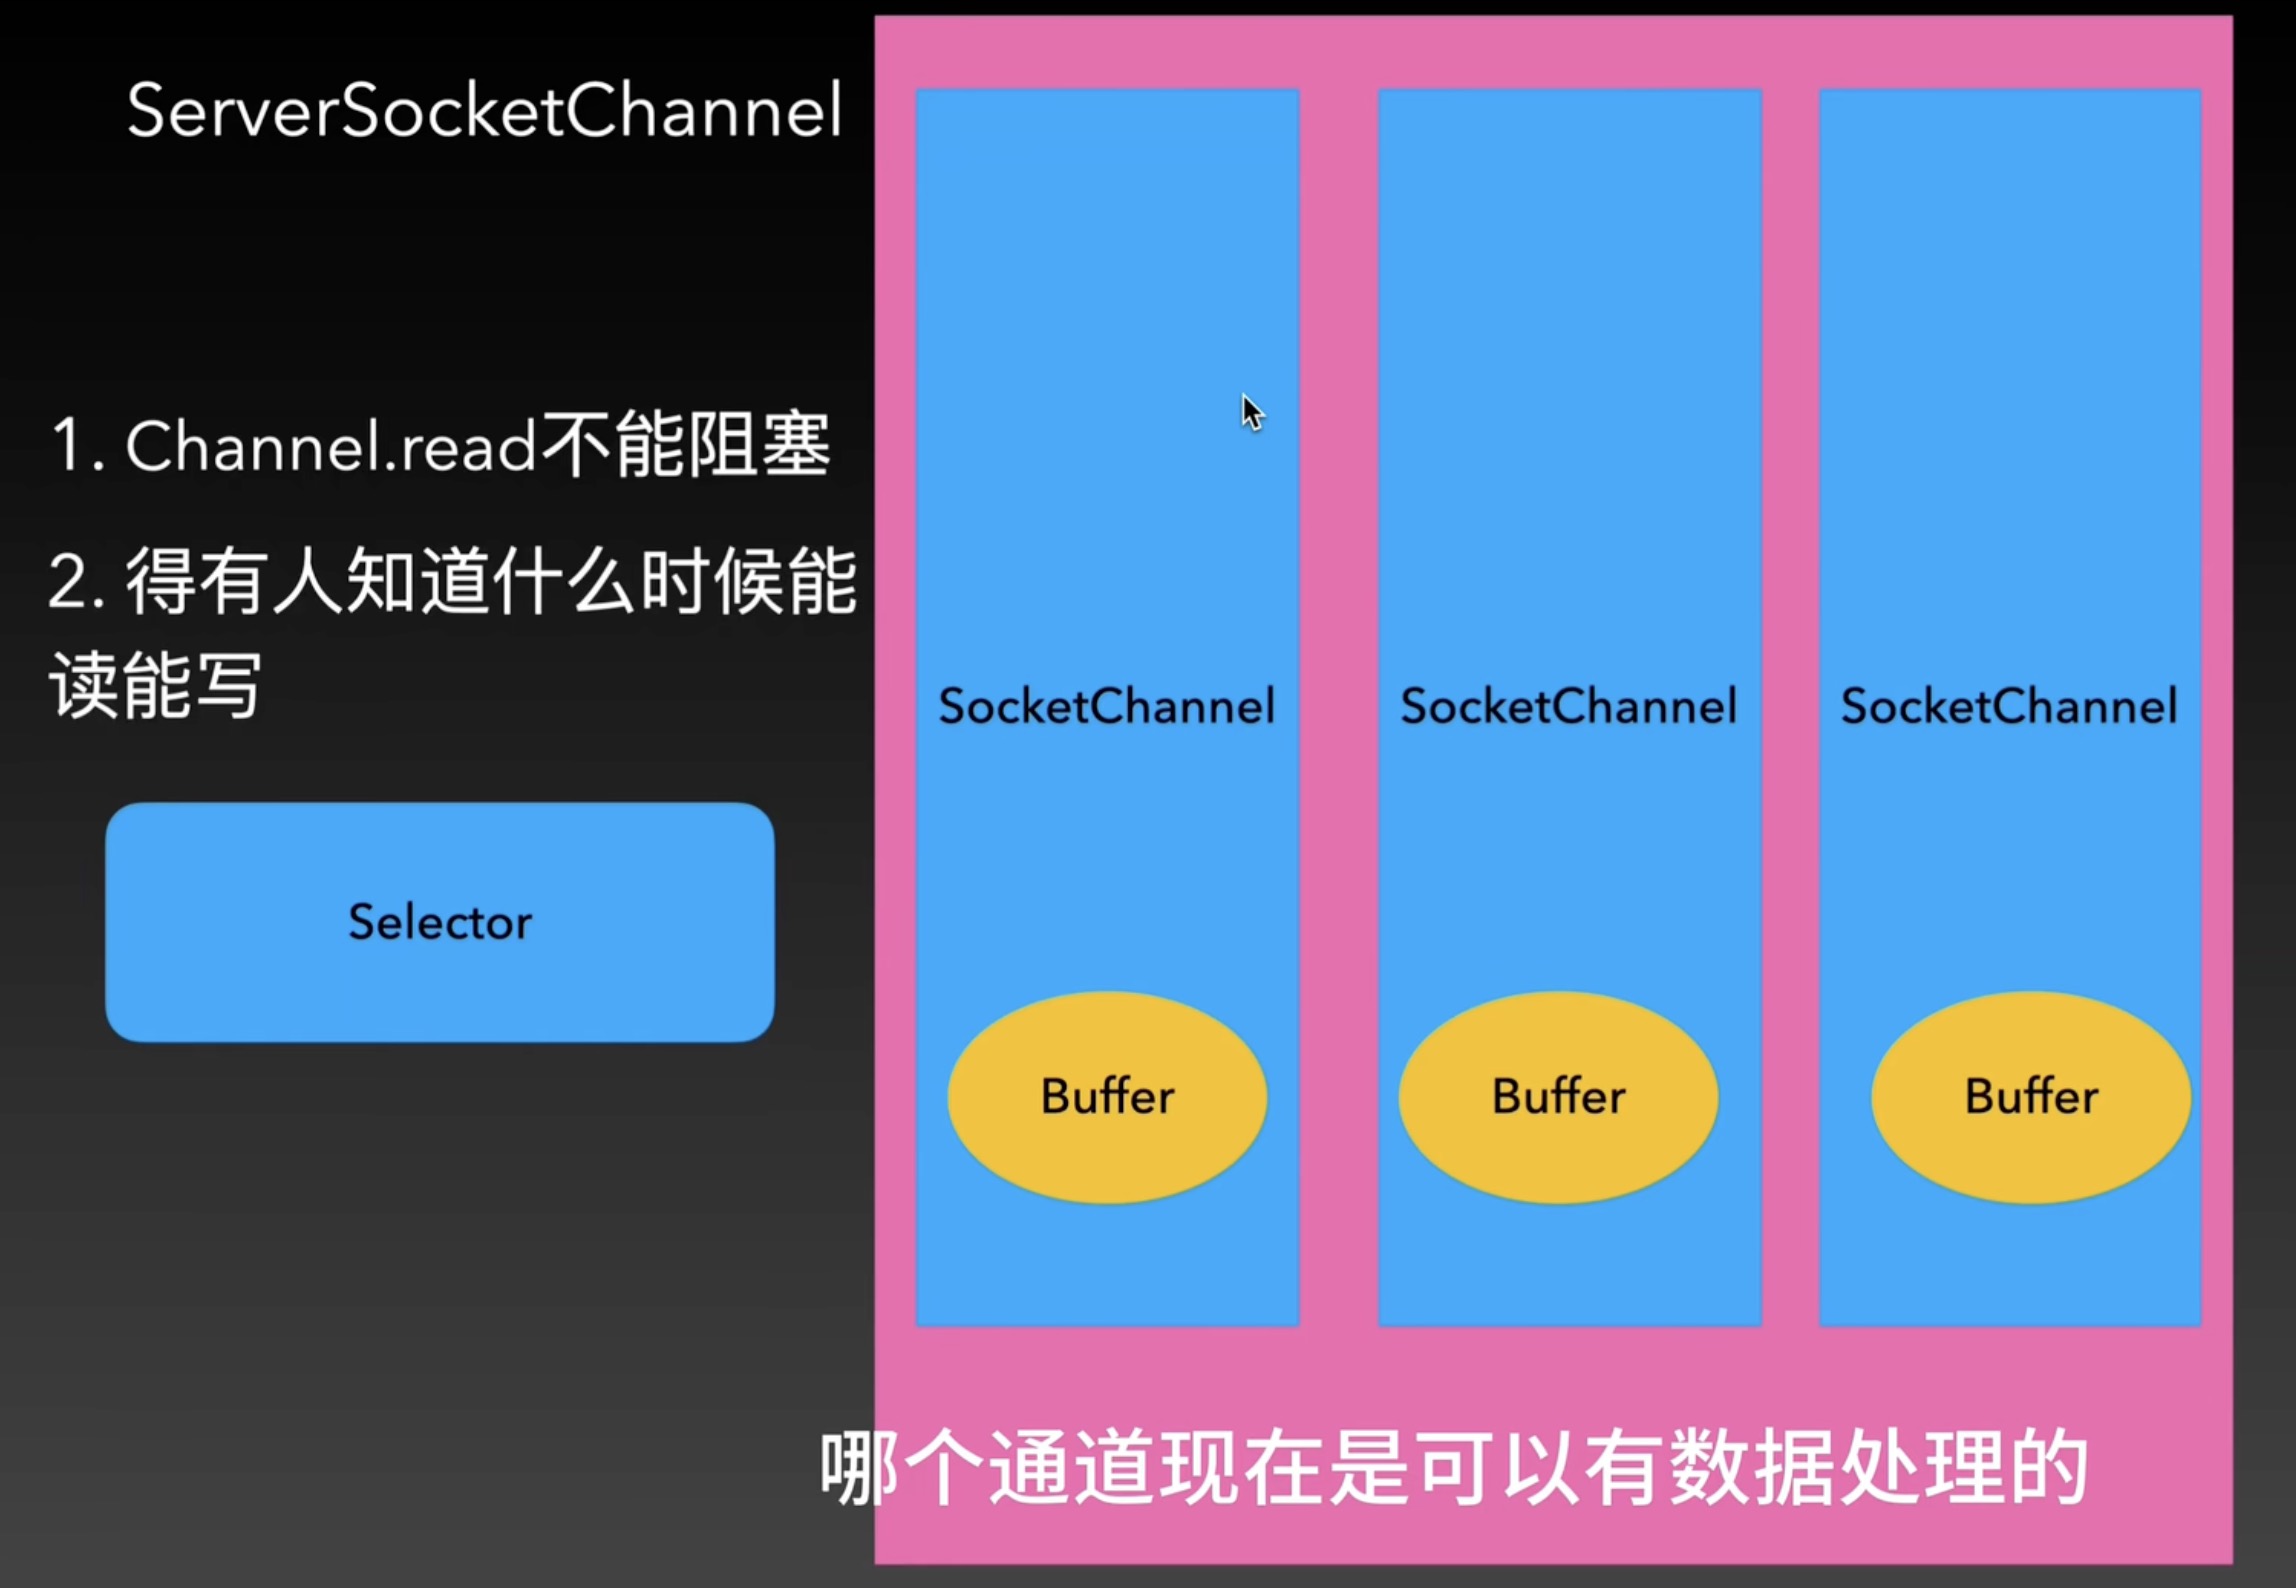 ServerSocketChannel
1. Channel.read不能阻塞
2. 得有人知道什么时候能
读能写
Selector
SocketChannel
SocketChannel
SocketChannel
Buffer
Buffer
Buffer
哪个通道现在是可以有数据处理的